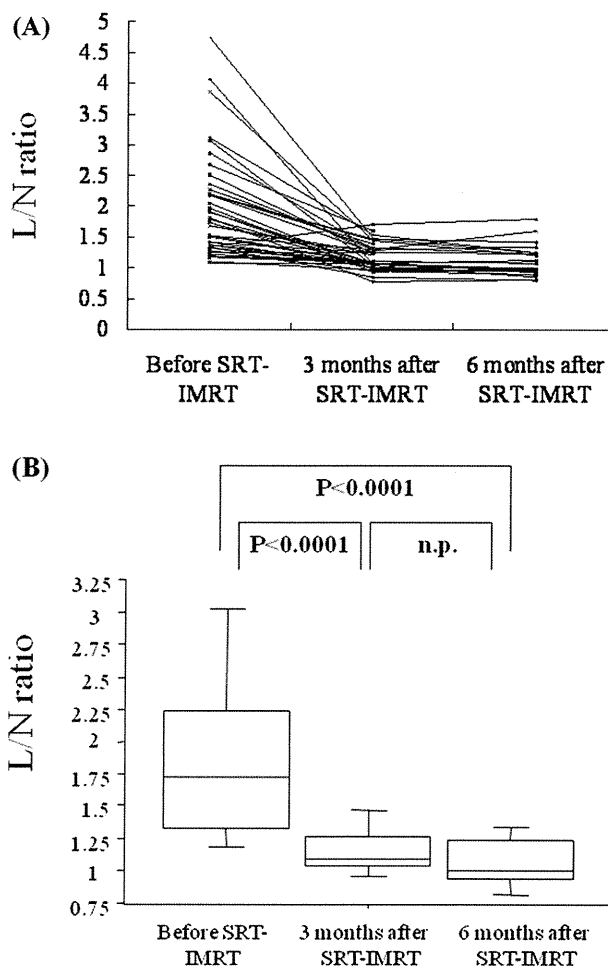 (A)
L/N ratio
5
4.5
4
3.5
3
2.5
2
1.5
1
0.5
0
Before SRT-
IMRT
3 months after
SRT-IMRT
6 months after
SRT-IMRT
(B)
P<0.0001
P<0.0001
n.p.
L/N ratio
3.25
3
2.75
2.5
2.25
2
1.75
1.5
1.25
1
0.75
Before SRT-
IMRT
3 months after
SRT-IMRT
6 months after
SRT-IMRT